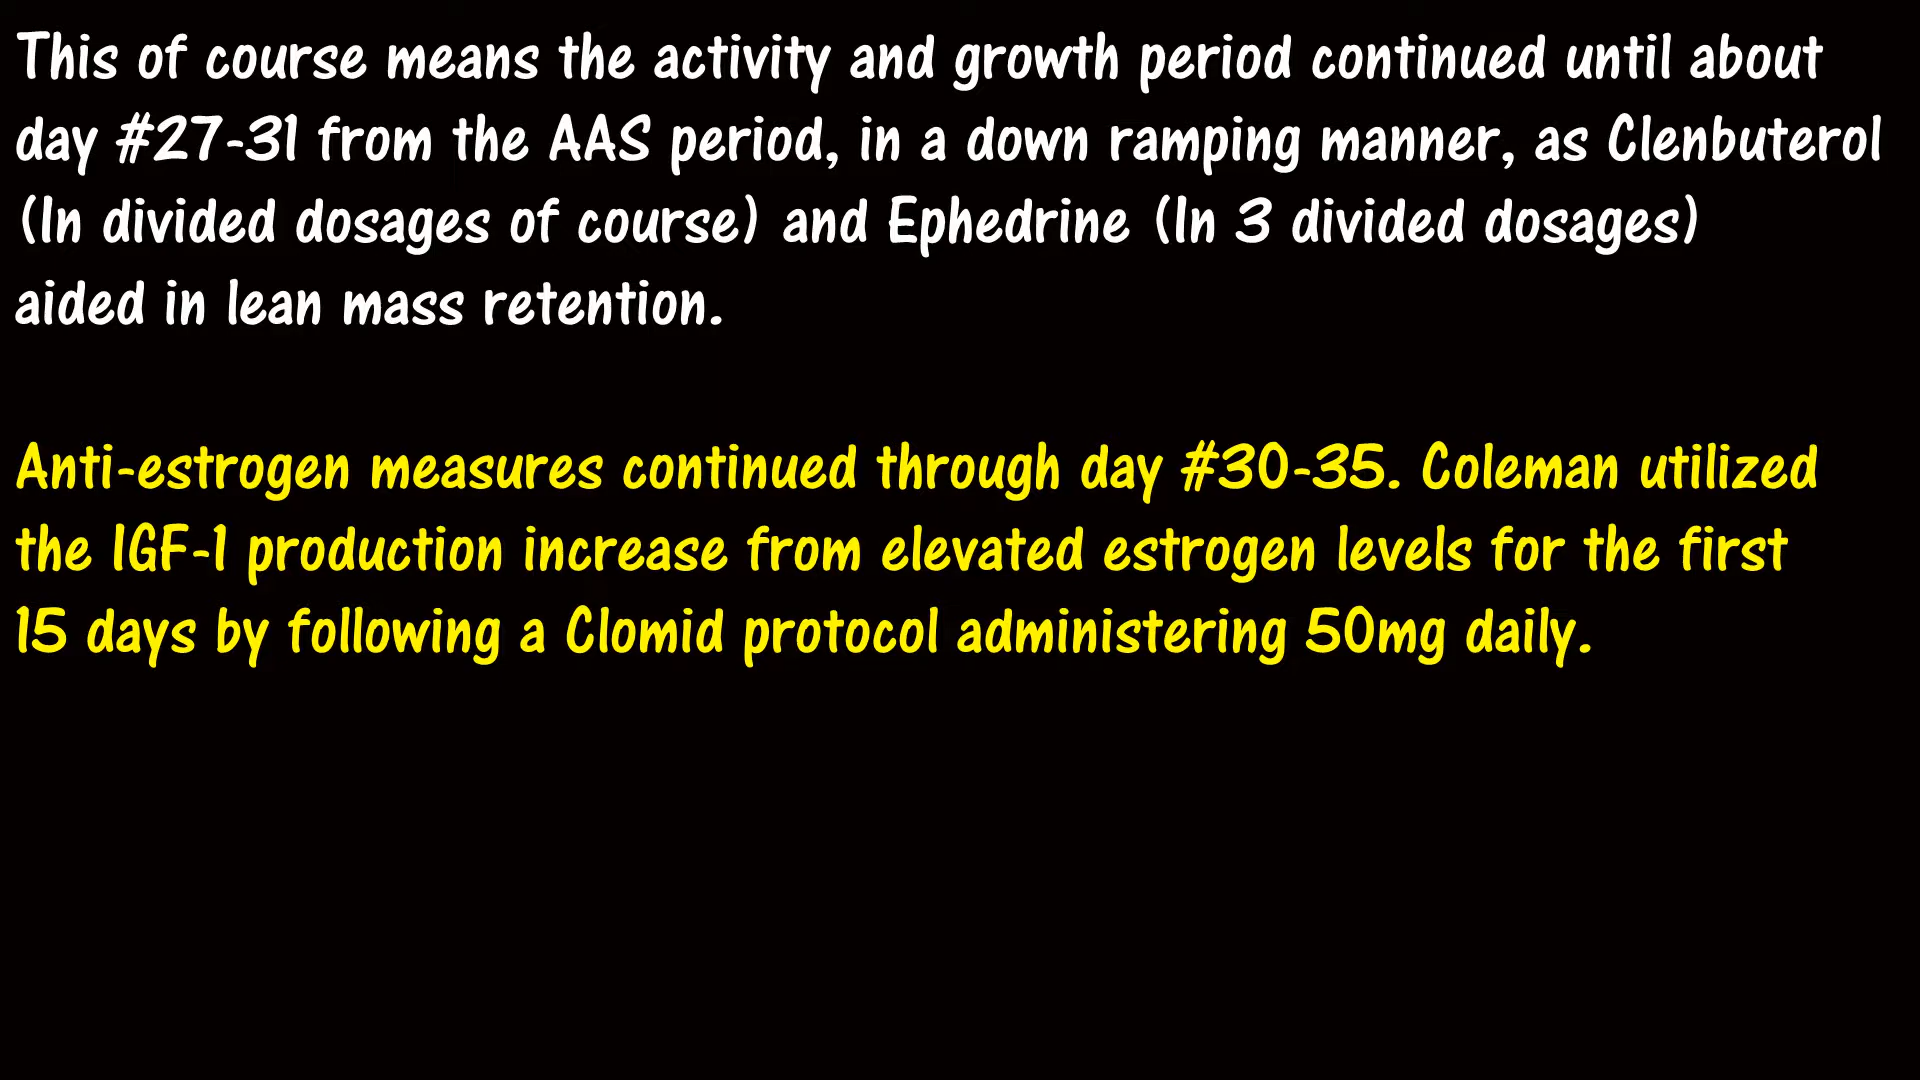 This of course means the activity and growth period continued until about
day #27-31 from the AAS period, in a down ramping manner, as Clenbuterol
(In divided dosages of course) and Ephedrine (In 3 divided dosages)
aided in lean mass retention.
Anti-estrogen measures continued through day #30-35. Coleman utilized
the IGF-1 production increase from elevated estrogen levels for the first
15 days by following a Clomid protocol administering 50mg daily.